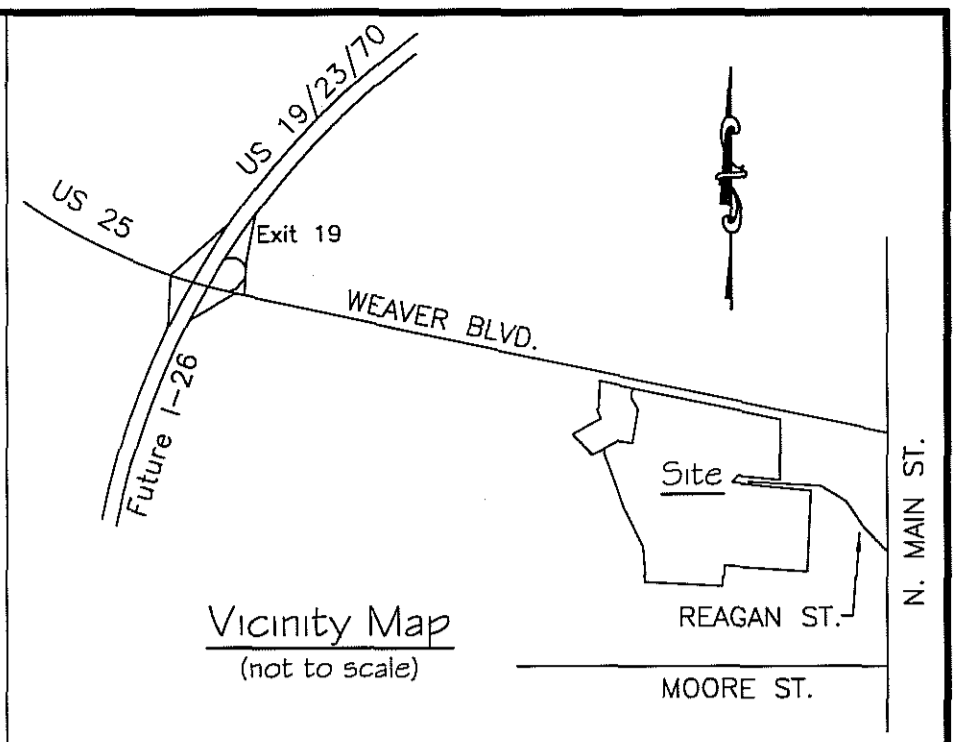 US 19/23/70
US 25
Exit 19
WEAVER BLVD.
Future I-26
Site
N. MAIN ST.
REAGAN ST.
Vicinity Map
(not to scale)
MOORE ST.